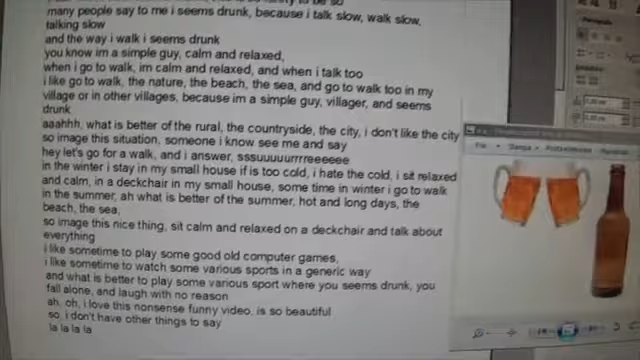 many people say to me i seems drunk, because i talk slow, walk slow,
talking slow
and the way i walk i seems drunk
you know im a simple guy, calm and relaxed,
when i go to walk, im calm and relaxed, and when i talk too
i like go to walk, the nature, the beach, the sea, and go to walk too in my
village or in other villages, because im a simple guy, villager, and seems
drunk
aaahhh, what is better of the rural, the countryside, the city, i don't like the city
so image this situation, someone i know see me and say
hey let's go for a walk, and i answer, sssuuuuurrrreeeeee
in the winter i stay in my small house if is too cold, i hate the cold, i sit relaxed
and calm, in a deckchair in my small house, some time in winter i go to walk
in the summer, ah what is better of the summer, hot and long days, the
beach, the sea,
so image this nice thing, sit calm and relaxed on a deckchair and talk about
everything
i like sometime to play some good old computer games,
i like sometime to watch some various sports in a generic way
and what is better to play some various sport where you seems drunk, you
fall alone, and laugh with no reason
ah, oh, i love this nonsense funny video, is so beautiful
so, i don't have other things to say
la la la la
File
Stampa